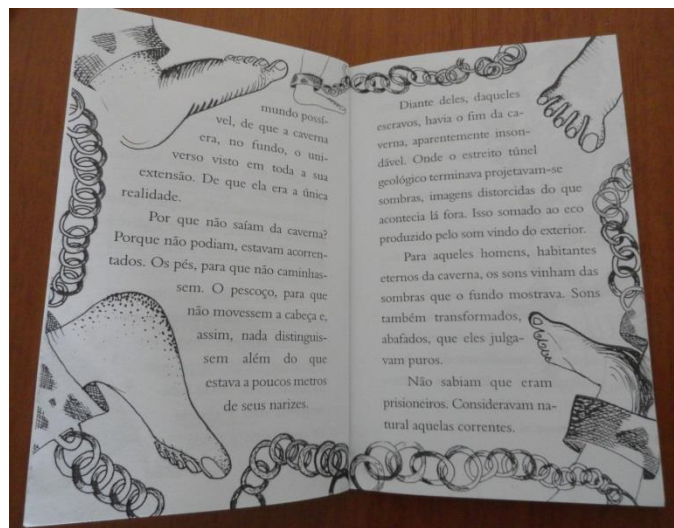 mundo possí-
vel, de que a caverna
era, no fundo, o uni-
verso visto em toda a sua
extensão. De que ela era a única
realidade.
Por que não saíam da caverna?
Porque não podiam, estavam acorren-
tados. Os pés, para que não caminhas-
sem. O pescoço, para que
não movessem a cabeça e,
assim, nada distinguis-
sem além do que
estava a poucos metros
de seus narizes.
Diante deles, daqueles
escravos, havia o fim da ca-
verna, aparentemente inson-
dável. Onde o estreito túnel
geológico terminava projetavam-se
sombras, imagens distorcidas do que
acontecia lá fora. Isso somado ao eco
produzido pelo som vindo do exterior.
Para aqueles homens, habitantes
eternos da caverna, os sons vinham das
sombras que o fundo mostrava. Sons
também transformados,
abafados, que eles julga-
vam puros.
Não sabiam que eram
prisioneiros. Consideravam na-
tural aquelas correntes.